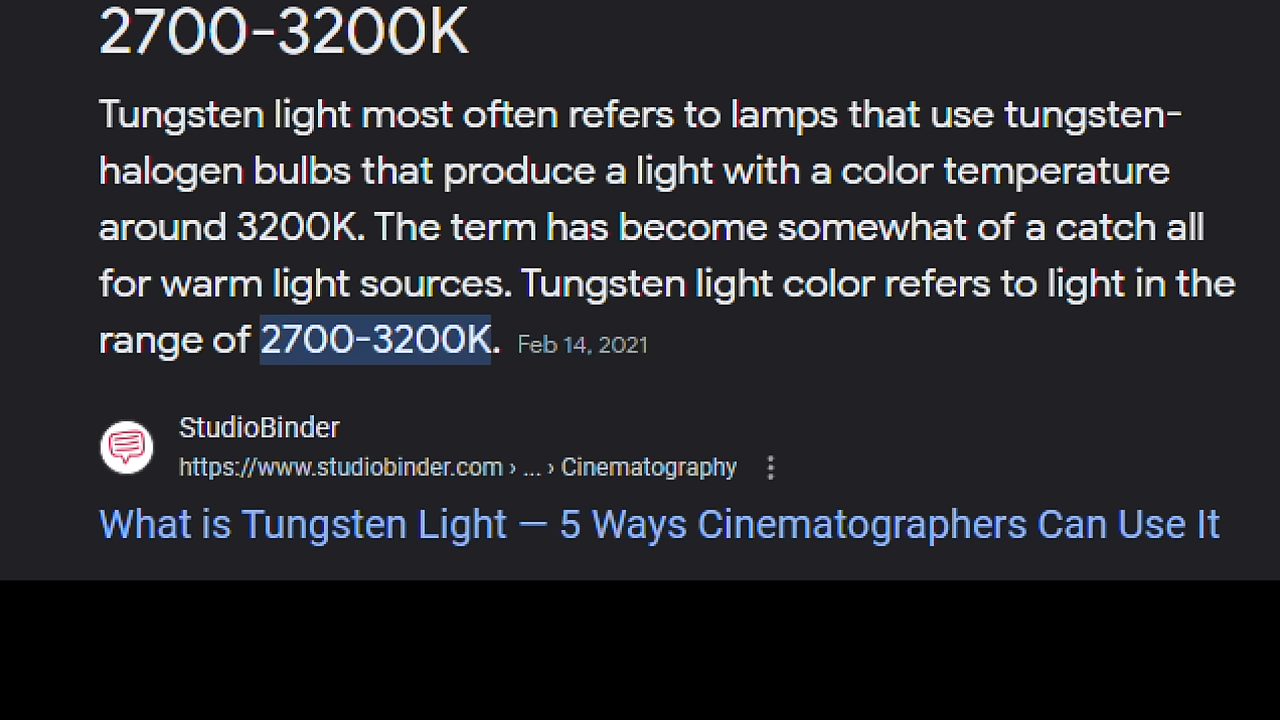 2700-3200K
Tungsten light most often refers to lamps that use tungsten-
halogen bulbs that produce a light with a color temperature
around 3200K. The term has become somewhat of a catch all
for warm light sources. Tungsten light color refers to light in the
range of 2700-3200K. Feb 14, 2021
StudioBinder
https://www.studiobinder.com › ... › Cinematography
What is Tungsten Light — 5 Ways Cinematographers Can Use It